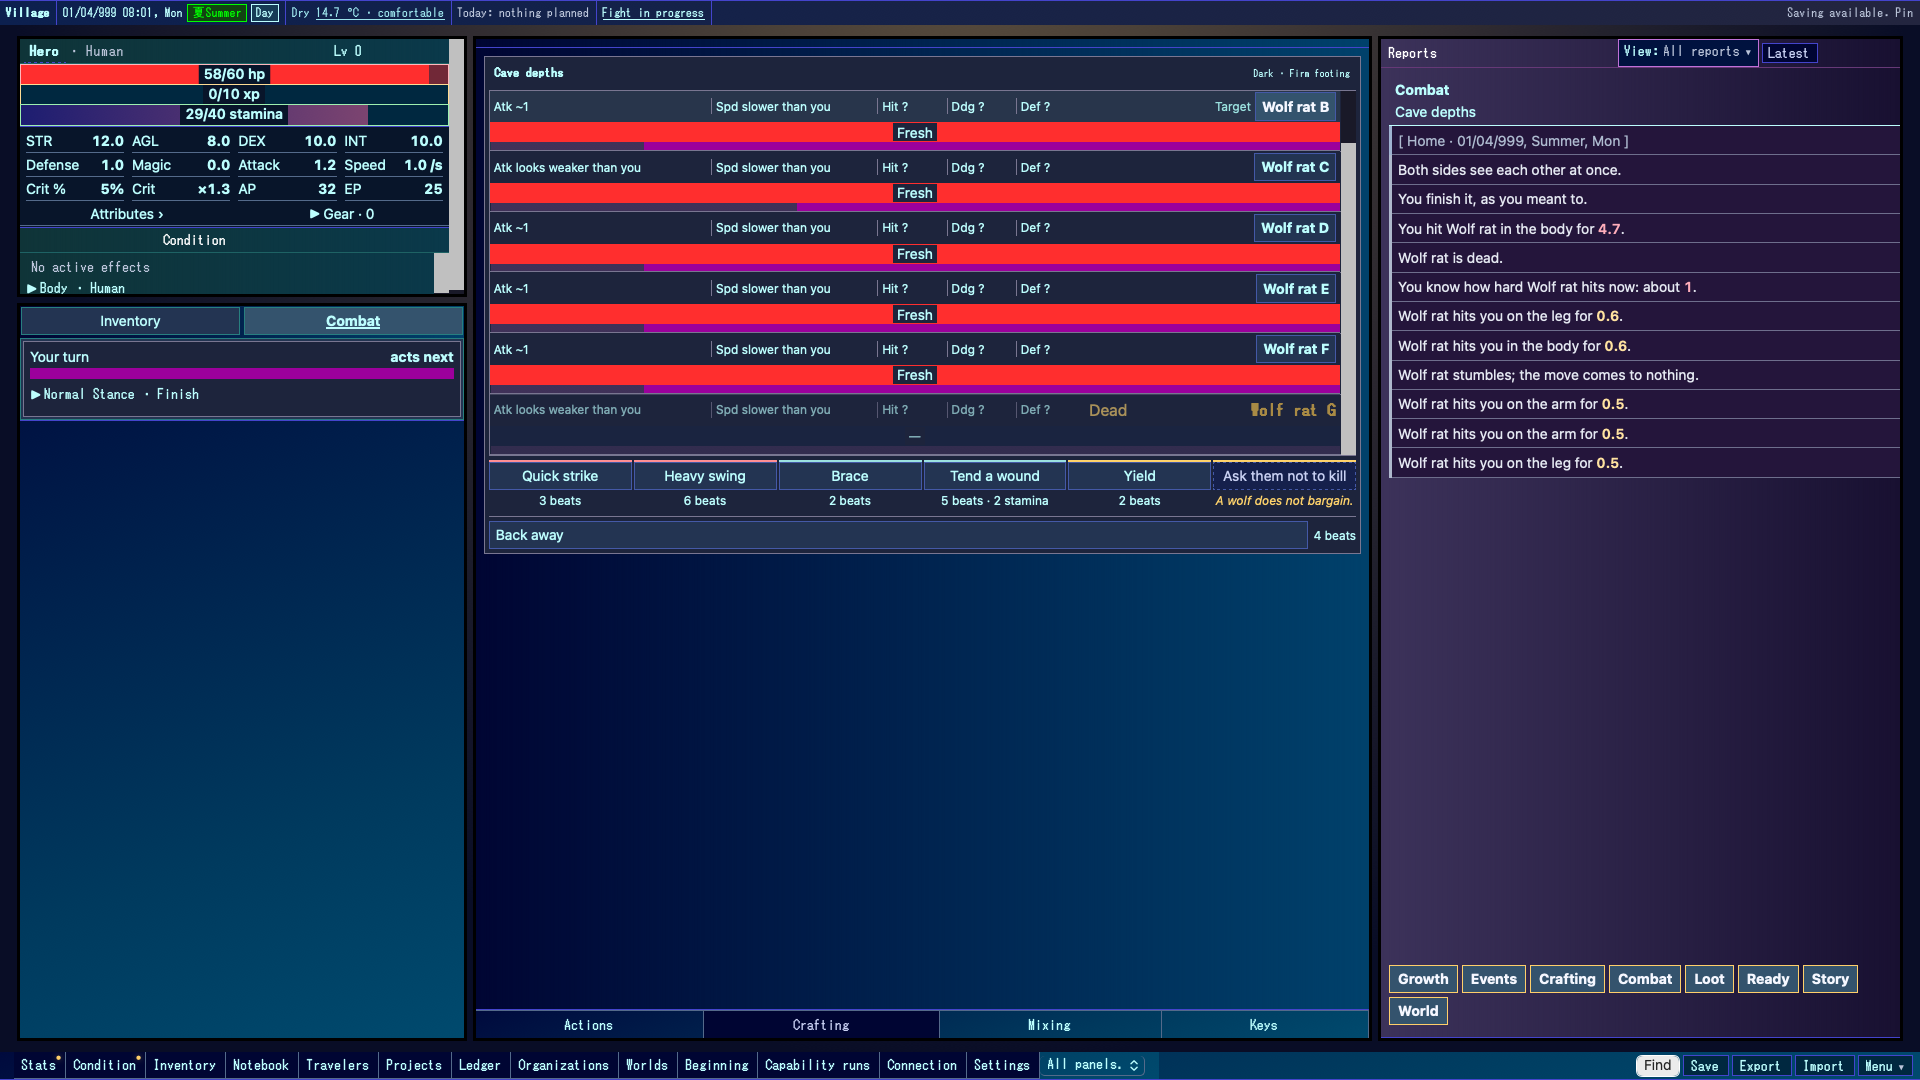 Village 01/04/999 08:01, Mon 夏Summer Day Dry 14.7 °C · comfortable Today: nothing planned Fight in progress Saving available. Pin
Hero · Human Lv 0
58/60 hp
0/10 xp
29/40 stamina
STR 12.0 AGL 8.0 DEX 10.0 INT 10.0
Defense 1.0 Magic 0.0 Attack 1.2 Speed 1.0 /s
Crit % 5% Crit ×1.3 AP 32 EP 25
Attributes › ▶ Gear · 0
Condition
No active effects
▶Body · Human
Inventory Combat
Your turn acts next
▶Normal Stance · Finish
Cave depths Dark · Firm footing
Atk ~1 Spd slower than you Hit ? Ddg ? Def ? Target Wolf rat B
Fresh
Atk looks weaker than you Spd slower than you Hit ? Ddg ? Def ? Wolf rat C
Fresh
Atk ~1 Spd slower than you Hit ? Ddg ? Def ? Wolf rat D
Fresh
Atk ~1 Spd slower than you Hit ? Ddg ? Def ? Wolf rat E
Fresh
Atk ~1 Spd slower than you Hit ? Ddg ? Def ? Wolf rat F
Fresh
Atk looks weaker than you Spd slower than you Hit ? Ddg ? Def ? Dead Wolf rat G
—
Quick strike Heavy swing Brace Tend a wound Yield Ask them not to kill
3 beats 6 beats 2 beats 5 beats · 2 stamina 2 beats A wolf does not bargain.
Back away 4 beats
Actions Crafting Mixing Keys
Reports View: All reports ▾ Latest
Combat
Cave depths
[ Home · 01/04/999, Summer, Mon ]
Both sides see each other at once.
You finish it, as you meant to.
You hit Wolf rat in the body for 4.7.
Wolf rat is dead.
You know how hard Wolf rat hits now: about 1.
Wolf rat hits you on the leg for 0.6.
Wolf rat hits you in the body for 0.6.
Wolf rat stumbles; the move comes to nothing.
Wolf rat hits you on the arm for 0.5.
Wolf rat hits you on the arm for 0.5.
Wolf rat hits you on the leg for 0.5.
Growth Events Crafting Combat Loot Ready Story
World
Stats Condition Inventory Notebook Travelers Projects Ledger Organizations Worlds Beginning Capability runs Connection Settings All panels. Find Save Export Import Menu ▾